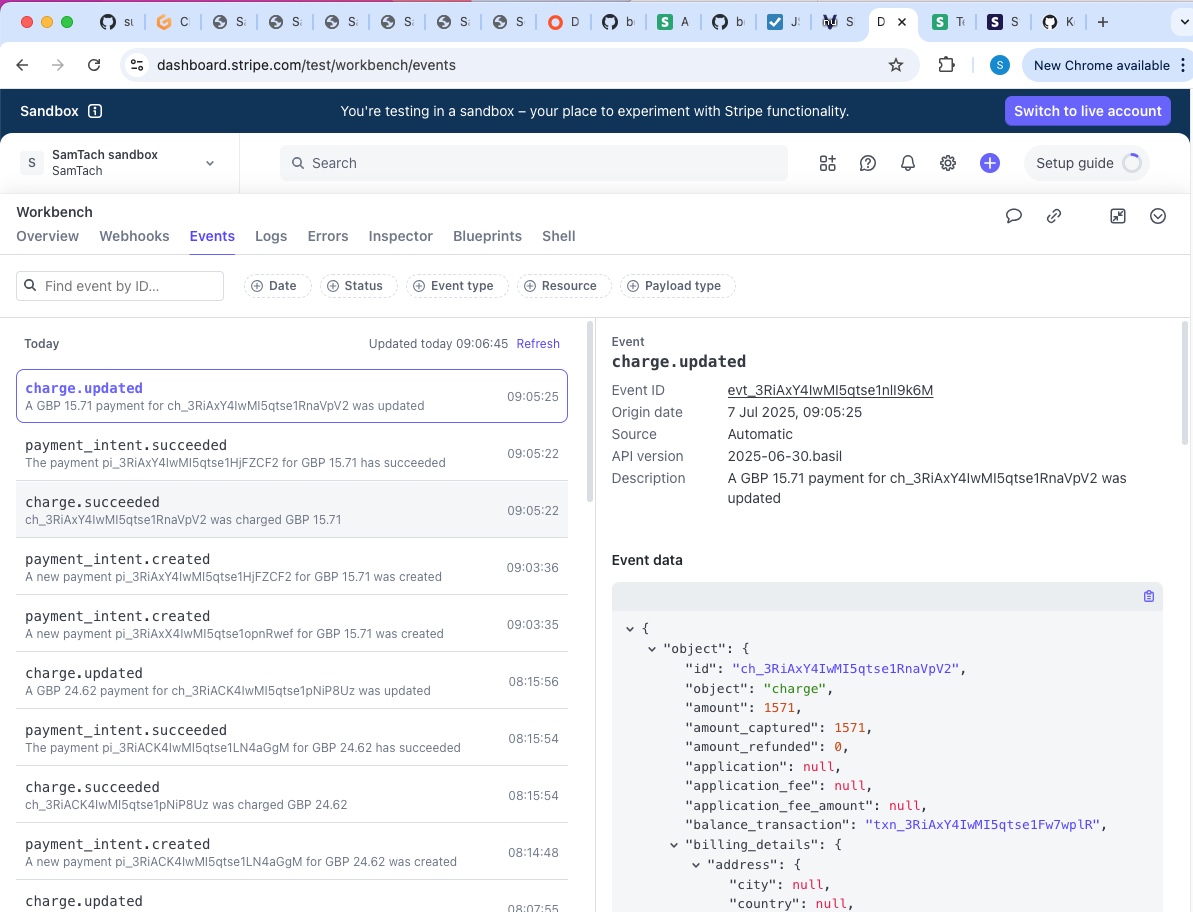 dashboard.stripe.com/test/workbench/events
S
New Chrome available
Sandbox
You're testing in a sandbox – your place to experiment with Stripe functionality.
Switch to live account
S
SamTach sandbox
SamTach
Search
Setup guide
Workbench
Overview Webhooks Events Logs Errors Inspector Blueprints Shell
Find event by ID...
Date
Status
Event type
Resource
Payload type
Today
Updated today 09:06:45 Refresh
charge.updated
A GBP 15.71 payment for ch_3RiAxY4IwMI5qtse1RnaVpV2 was updated
09:05:25
payment_intent.succeeded
The payment pi_3RiAxY4IwMI5qtse1HjFZCF2 for GBP 15.71 has succeeded
09:05:22
charge.succeeded
ch_3RiAxY4IwMI5qtse1RnaVpV2 was charged GBP 15.71
09:05:22
payment_intent.created
A new payment pi_3RiAxY4IwMI5qtse1HjFZCF2 for GBP 15.71 was created
09:03:36
payment_intent.created
A new payment pi_3RiAxX4IwMI5qtse1opnRwef for GBP 15.71 was created
09:03:35
charge.updated
A GBP 24.62 payment for ch_3RiACK4IwMI5qtse1pNiP8Uz was updated
08:15:56
payment_intent.succeeded
The payment pi_3RiACK4IwMI5qtse1LN4aGgM for GBP 24.62 has succeeded
08:15:54
charge.succeeded
ch_3RiACK4IwMI5qtse1pNiP8Uz was charged GBP 24.62
08:15:54
payment_intent.created
A new payment pi_3RiACK4IwMI5qtse1LN4aGgM for GBP 24.62 was created
08:14:48
charge.updated
08:07:55
Event
charge.updated
Event ID evt_3RiAxY4IwMI5qtse1nlI9k6M
Origin date 7 Jul 2025, 09:05:25
Source Automatic
API version 2025-06-30.basil
Description A GBP 15.71 payment for ch_3RiAxY4IwMI5qtse1RnaVpV2 was
updated
Event data
{
"object": {
"id": "ch_3RiAxY4IwMI5qtse1RnaVpV2",
"object": "charge",
"amount": 1571,
"amount_captured": 1571,
"amount_refunded": 0,
"application": null,
"application_fee": null,
"application_fee_amount": null,
"balance_transaction": "txn_3RiAxY4IwMI5qtse1Fw7wplR",
"billing_details": {
"address": {
"city": null,
"country": null,